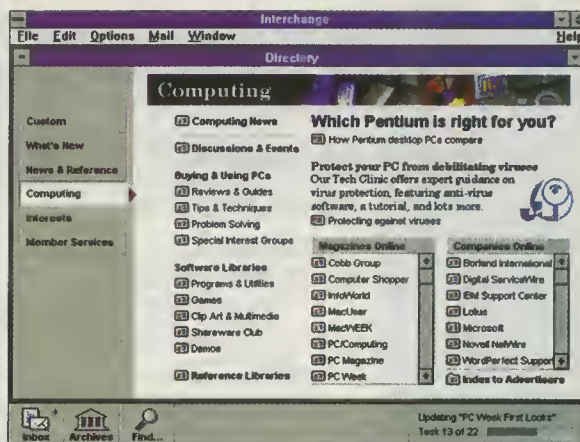 Interchange
File Edit Options Mail Window Help
Directory
Custom
What's New
News & Reference
Computing
Interests
Member Services
Computing
Computing News
Discussions & Events
Buying & Using PCs
Reviews & Guides
Tips & Techniques
Problem Solving
Special Interest Groups
Software Libraries
Programs & Utilities
Games
Clip Art & Multimedia
Shareware Club
Demos
Reference Libraries
Which Pentium is right for you?
How Pentium desktop PCs compare
Protect your PC from debilitating viruses
Our Tech Clinic offers expert guidance on
virus protection, featuring anti-virus
software, a tutorial, and lots more.
Protecting against viruses
Magazines Online
Cobb Group
Computer Shopper
InfoWorld
MacUser
MacWEEK
PC/Computing
PC Magazine
PC Week
Companies Online
Borland International
Digital ServiceWire
IBM Support Center
Lotus
Microsoft
Novell NetWire
WordPerfect Support
Index to Advertisers
Inbox
Archives
Find...
Updating "PC Week First Looks"
Task 13 of 22